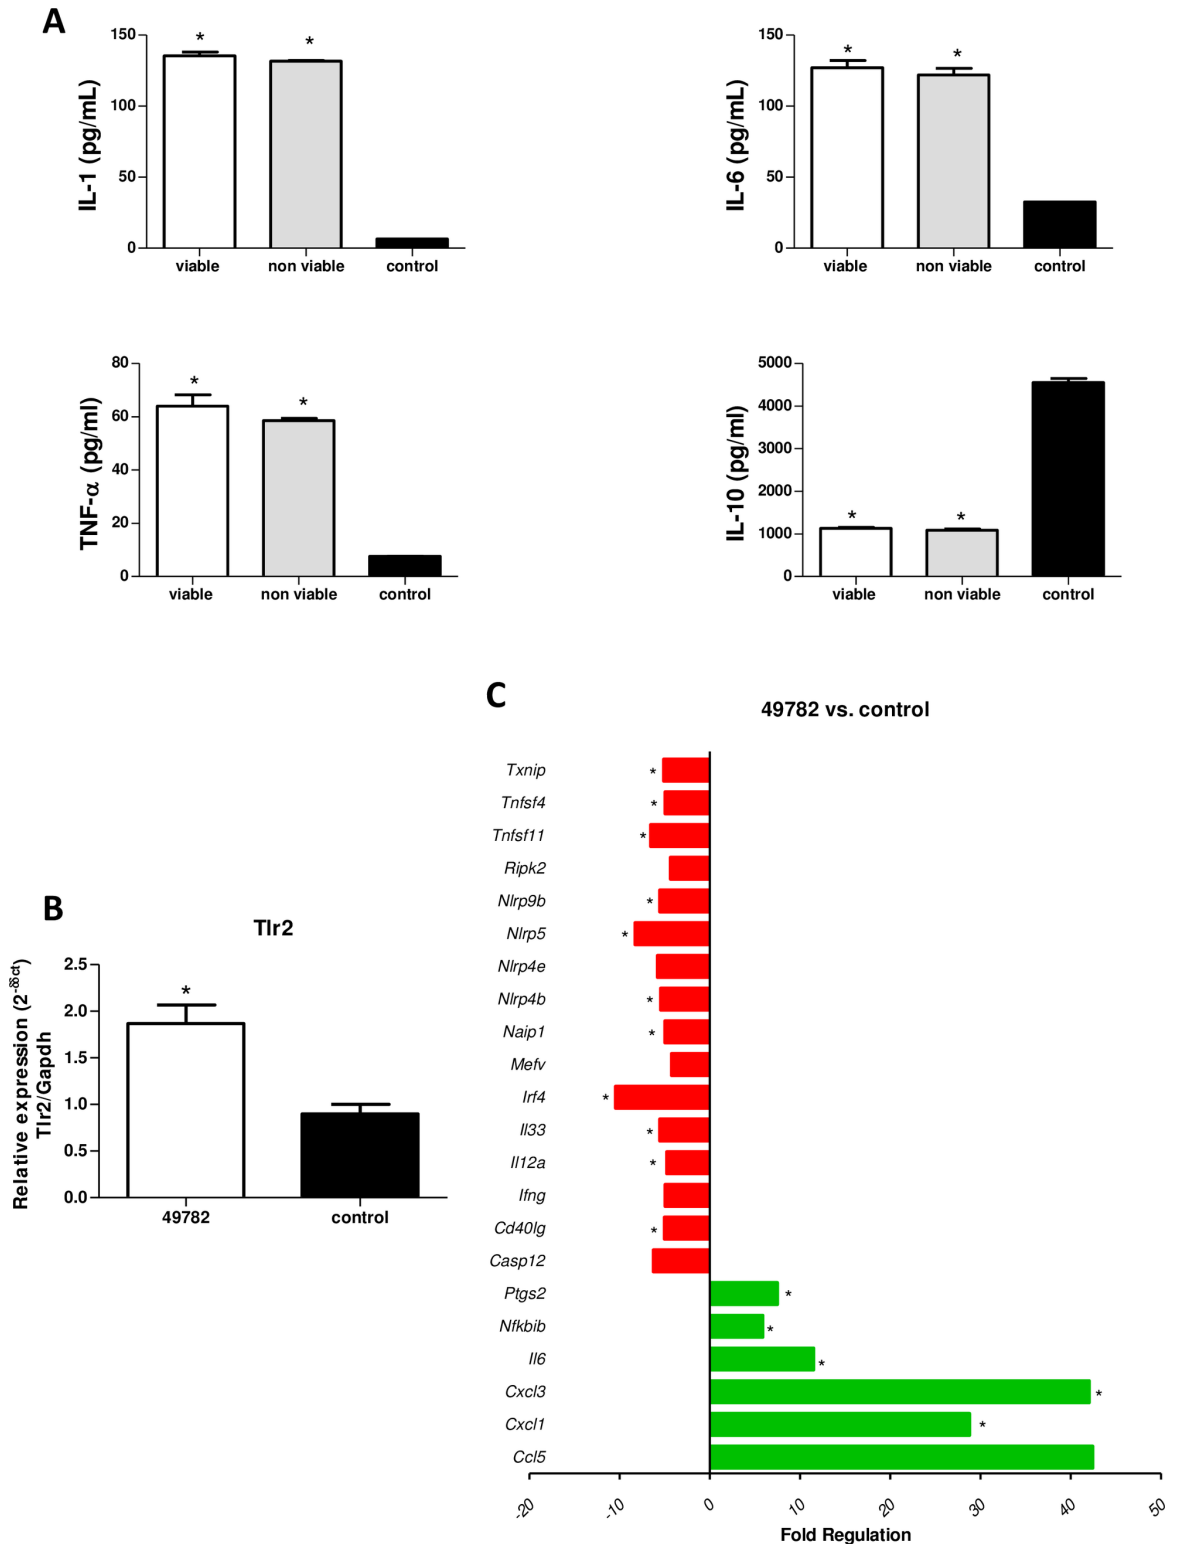 A
IL-1 (pg/mL)
150
100
50
0
*
*
viable
non viable
control
IL-6 (pg/mL)
150
100
50
0
*
*
viable
non viable
control
TNF-α (pg/ml)
80
60
40
20
0
*
*
viable
non viable
control
IL-10 (pg/ml)
5000
4000
3000
2000
1000
0
*
*
viable
non viable
control
B
Tlr2
Relative expression (2-δδct)
Tlr2/Gapdh
2.5
2.0
1.5
1.0
0.5
0.0
*
49782
control
C
49782 vs. control
Txnip *
Tnfsf4 *
Tnfsf11 *
Ripk2
Nlrp9b *
Nlrp5 *
Nlrp4e
Nlrp4b *
Naip1 *
Mefv
Irf4 *
Il33 *
Il12a *
Ifng
Cd40lg *
Casp12
Ptgs2 *
Nfkbib *
Il6 *
Cxcl3 *
Cxcl1 *
Ccl5
-20 -10 0 10 20 30 40 50
Fold Regulation